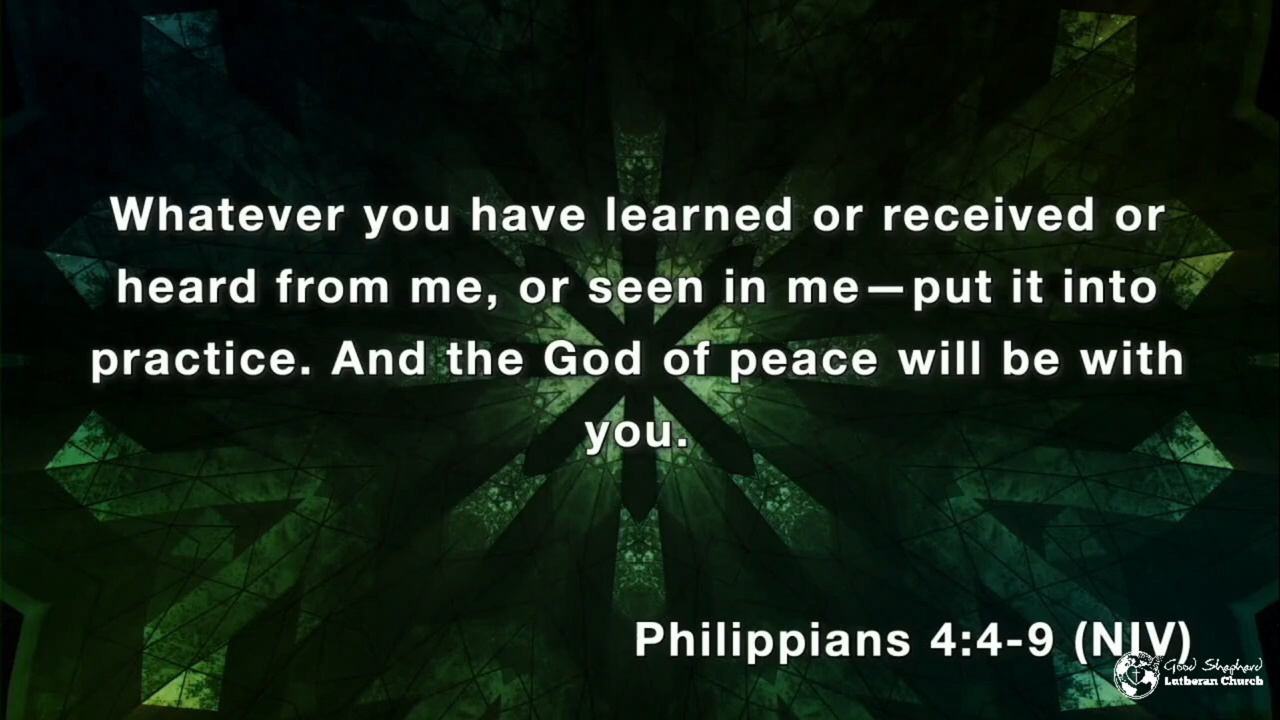 Whatever you have learned or received or
heard from me, or seen in me—put it into
practice. And the God of peace will be with
you.
Philippians 4:4-9 (NIV)
Good Shepherd
Lutheran Church